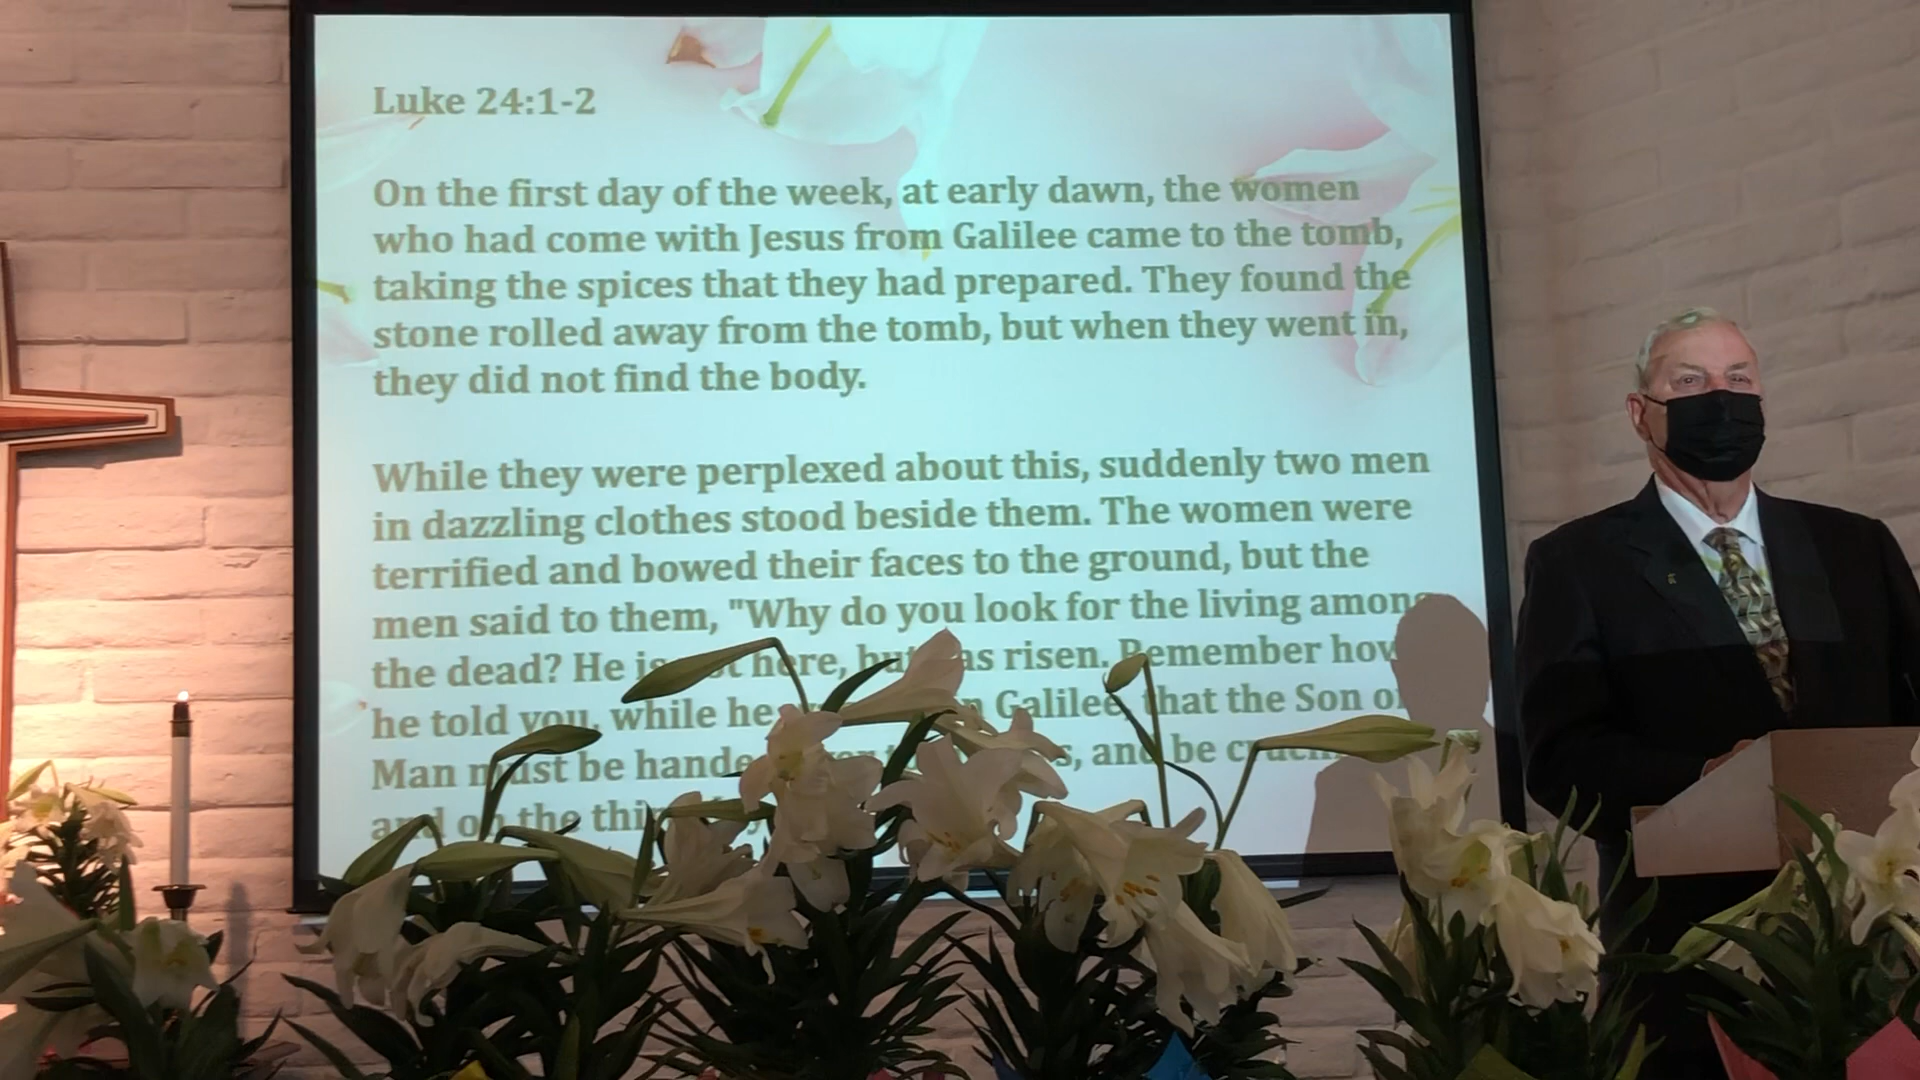 Luke 24:1-2
On the first day of the week, at early dawn, the women
who had come with Jesus from Galilee came to the tomb,
taking the spices that they had prepared. They found the
stone rolled away from the tomb, but when they went in,
they did not find the body.
While they were perplexed about this, suddenly two men
in dazzling clothes stood beside them. The women were
terrified and bowed their faces to the ground, but the
men said to them, "Why do you look for the living among
the dead? He is here, but risen. Remember how
he told you, while he Galilee, that the Son of
Man must be handed and be
and on the third